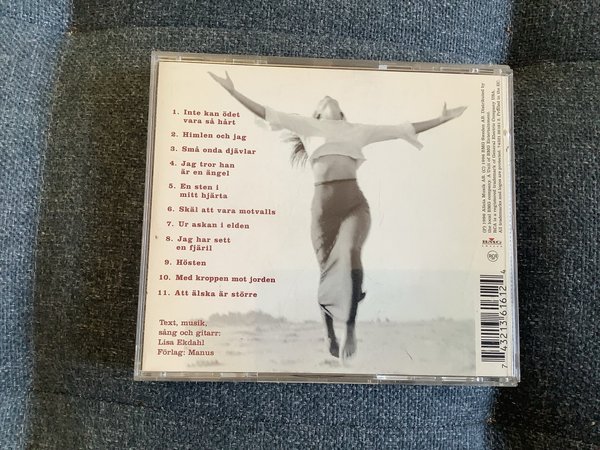 1. Inte kan ödet
vara så hårt
2. Himlen och jag
3. Små onda djävlar
4. Jag tror han
är en ängel
5. En sten i
mitt hjärta
6. Skäl att vara motvalls
7. Ur askan i elden
8. Jag har sett
en fjäril
9. Hösten
10. Med kroppen mot jorden
11. Att älska är större
Text, musik,
sång och gitarr:
Lisa Ekdahl
Förlag: Manus
BMG
7 43213 61612 4